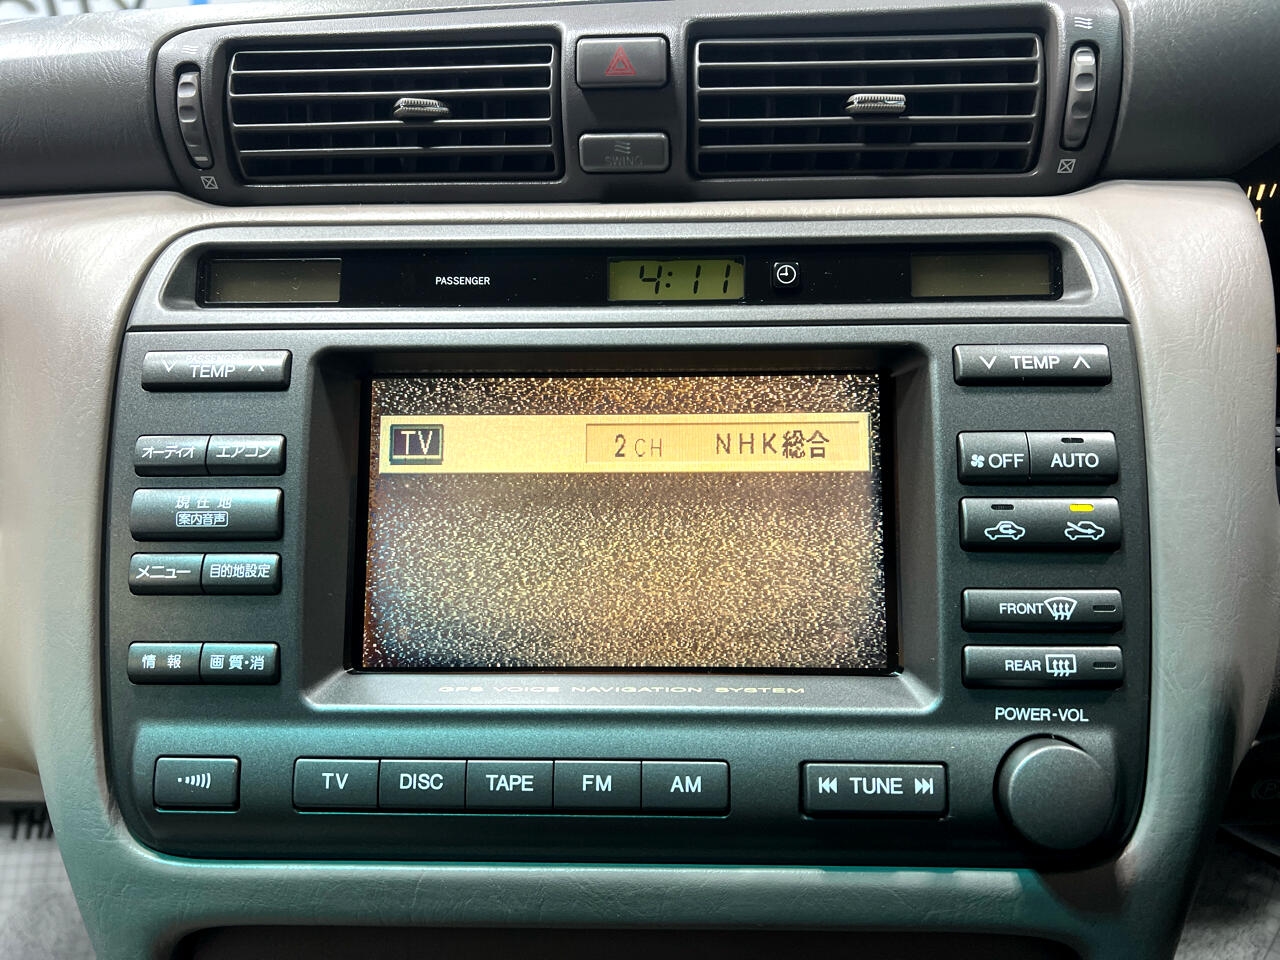 CITY
SWING
PASSENGER
4:11
PASSENGER
TEMP
TEMP
オーディオ
エアコン
現在地
案内音声
メニュー
目的地設定
情報
画質・消
TV
2CH
NHK総合
OFF
AUTO
FRONT
REAR
GPS VOICE NAVIGATION SYSTEM
POWER-VOL
TV
DISC
TAPE
FM
AM
TUNE